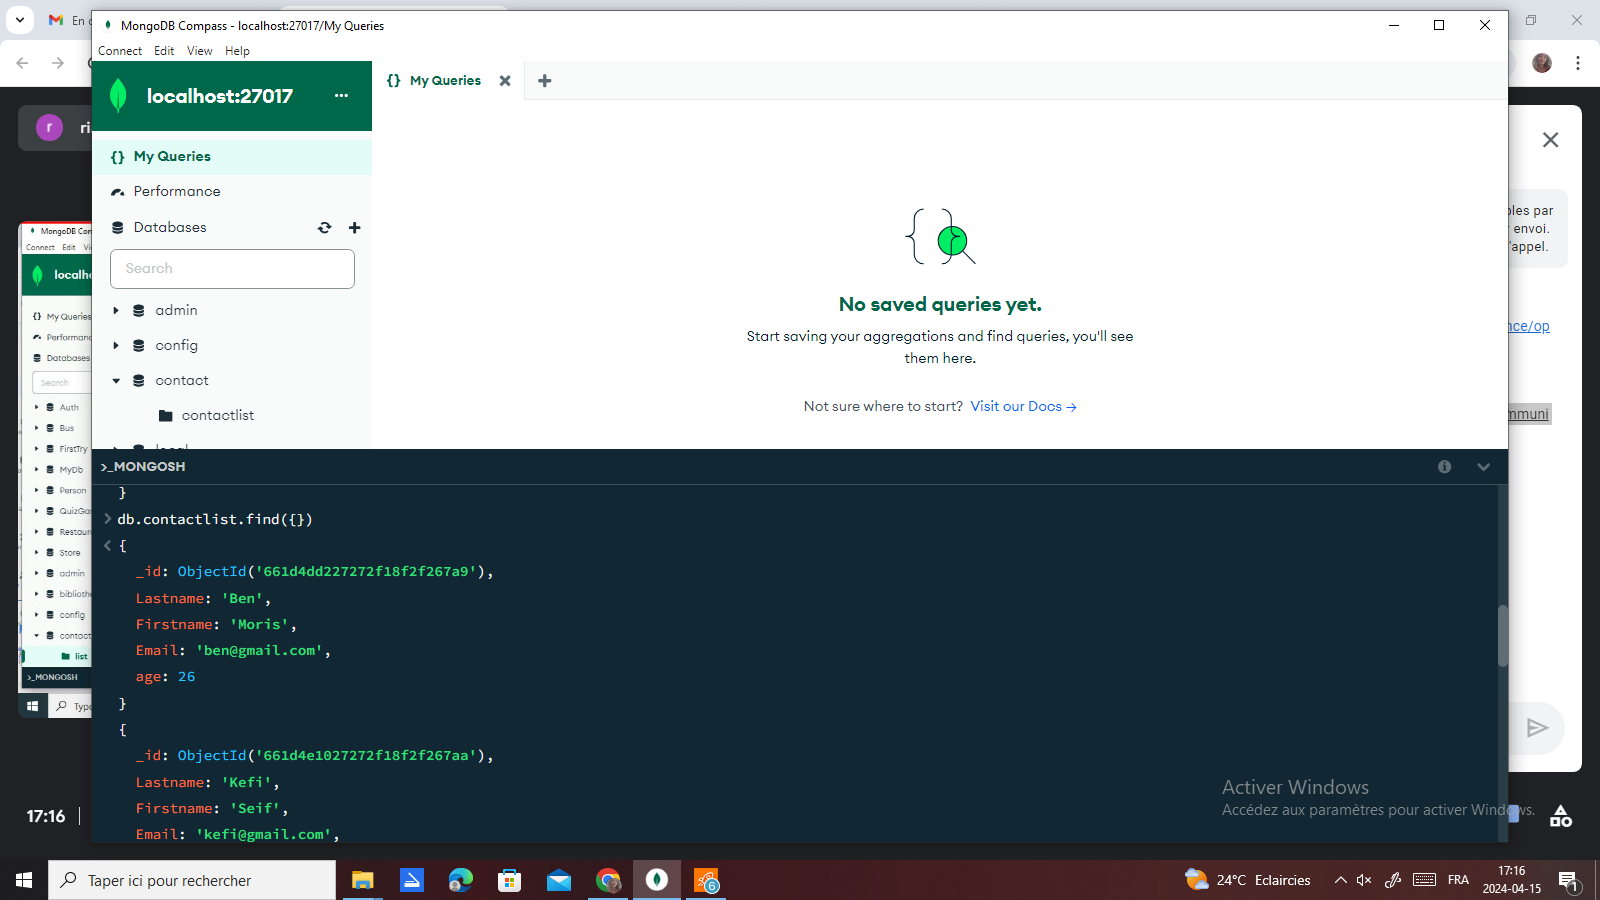 En
MongoDB Compass - localhost:27017/My Queries
Connect Edit View Help
localhost:27017 ...
{} My Queries
Performance
Databases
Search
admin
config
contact
contactlist
local
{} My Queries
No saved queries yet.
Start saving your aggregations and find queries, you'll see
them here.
Not sure where to start? Visit our Docs →
>_MONGOSH
}
> db.contactlist.find({})
< {
_id: ObjectId('661d4dd227272f18f2f267a9'),
Lastname: 'Ben',
Firstname: 'Moris',
Email: 'ben@gmail.com',
age: 26
}
{
_id: ObjectId('661d4e1027272f18f2f267aa'),
Lastname: 'Kefi',
Firstname: 'Seif',
Email: 'kefi@gmail.com',
r ri
MongoDB Com
Connect Edit Vi
localh
{} My Queries
Performanc
Databases
Search
Auth
Bus
FirstTry
MyDb
Person
QuizGa
Restaur
Store
admin
biblioth
config
contact
list
>_MONGOSH
Type
17:16
bles par
envoi.
'appel.
nce/op
mmuni
Activer Windows
Accédez aux paramètres pour activer Windows.
Taper ici pour rechercher
6
24°C Eclaircies
FRA
17:16
2024-04-15
1